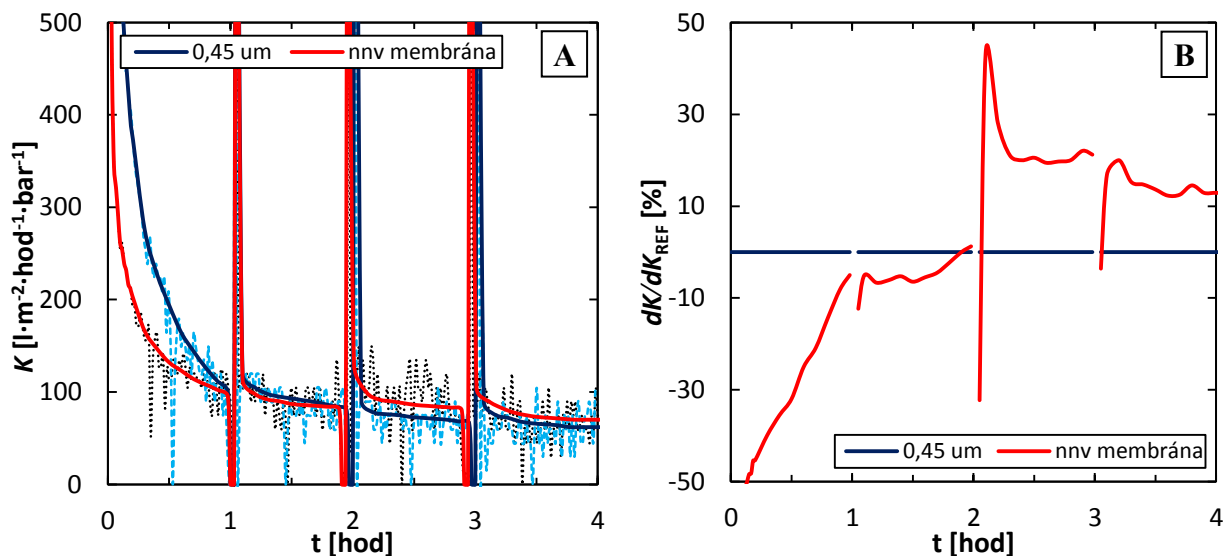 500
400
300
200
100
0
K [l·m⁻²·hod⁻¹·bar⁻¹]
0,45 um
nnv membrána
A
0 1 2 3 4
t [hod]
50
30
10
-10
-30
-50
dK/dK_REF [%]
B
0,45 um
nnv membrána
0 1 2 3 4
t [hod]